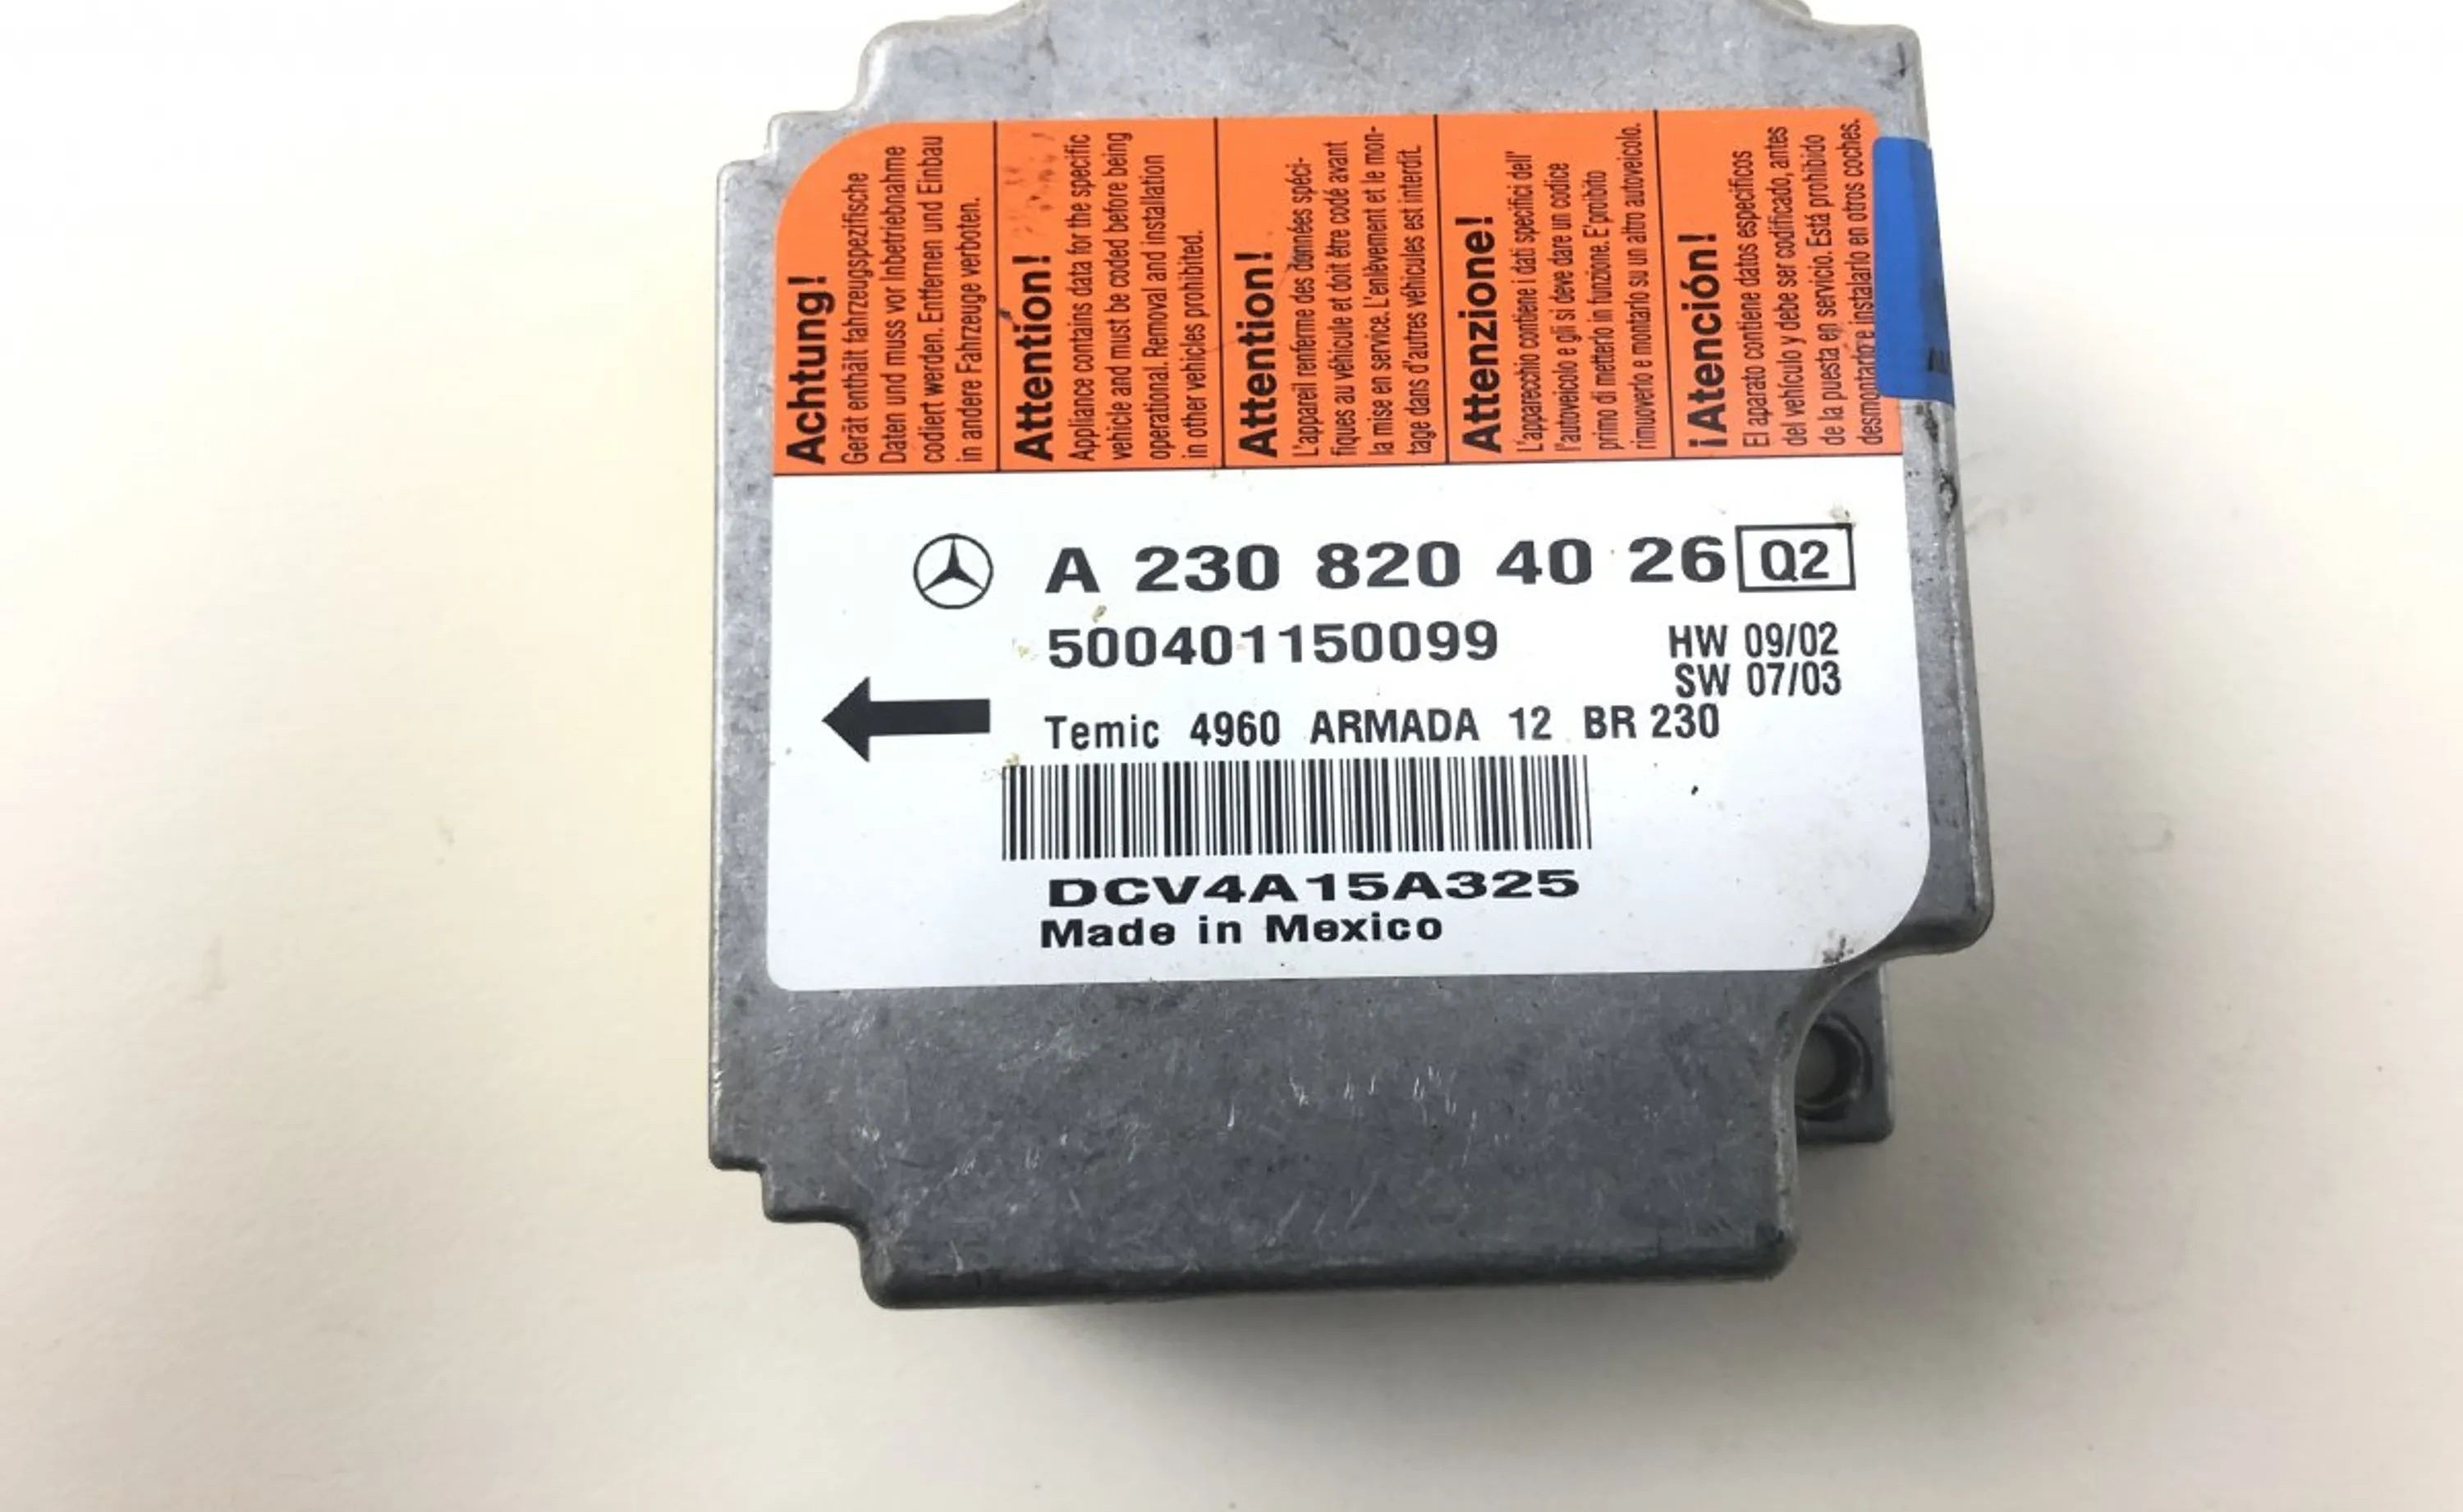 Achtung!
Gerät enthält fahrzeugspezifische
Daten und muss vor Inbetriebnahme
codiert werden. Entfernen und Einbau
in andere Fahrzeuge verboten.
Attention!
Appliance contains data for the specific
vehicle and must be coded before being
operational. Removal and installation
in other vehicles prohibited.
Attention!
L'appareil renferme des données spéci-
fiques au véhicule et doit être codé avant
la mise en service. L'enlèvement et le mon-
tage dans d'autres véhicules est interdit.
Attenzione!
L'apparecchio contiene i dati specifici dell'
l'autoveicolo e gli si deve dare un codice
primo di metterlo in funzione. E'proibito
rimuoverlo e montarlo su un altro autoveicolo.
¡Atención!
El aparato contiene datos especificos
del vehículo y debe ser codificado, antes
de la puesta en servicio. Está prohibido
desmontarlo e instalarlo en otros coches.
A 230 820 40 26 Q2
500401150099
HW 09/02
SW 07/03
Temic 4960 ARMADA 12 BR 230
DCV4A15A325
Made in Mexico